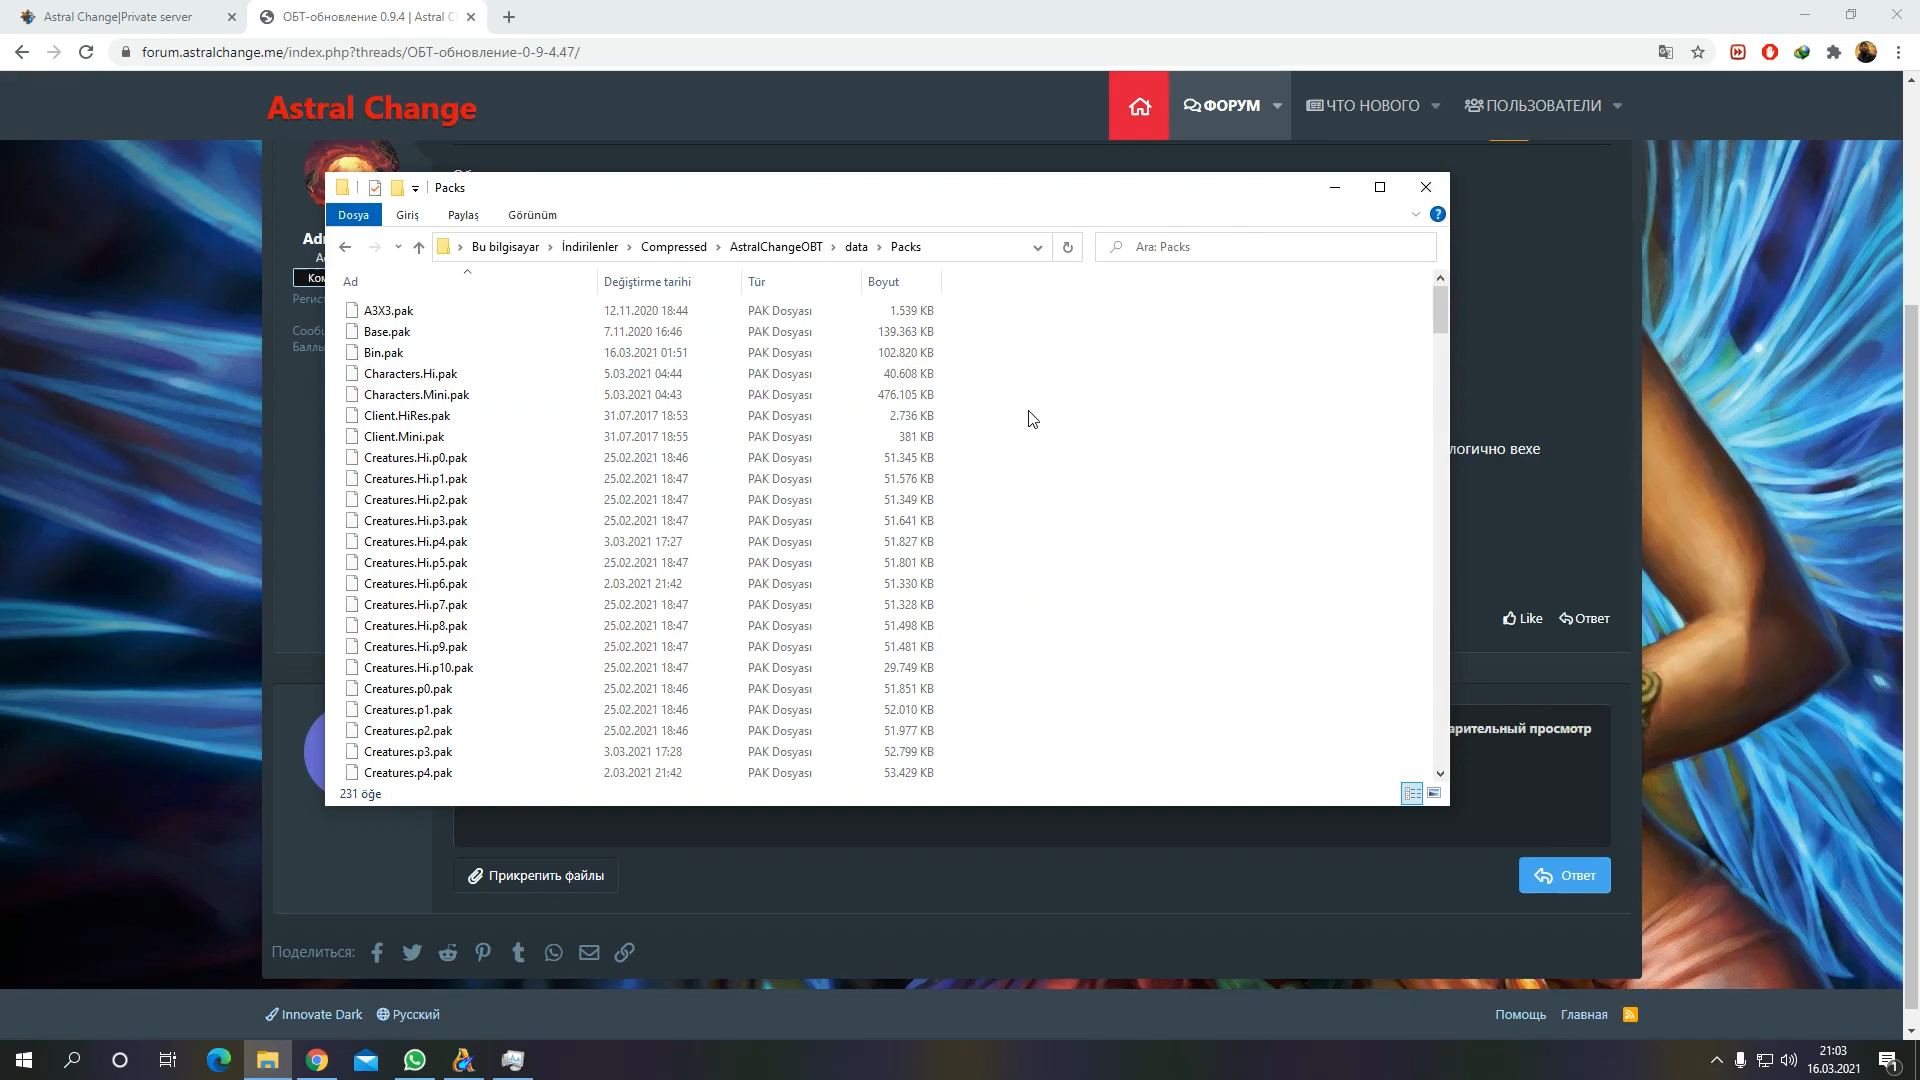 Astral Change|Private server
ОБТ-обновление 0.9.4 | Astral C
forum.astralchange.me/index.php?threads/ОБТ-обновление-0-9-4.47/
Astral Change
ФОРУМ
ЧТО НОВОГО
ПОЛЬЗОВАТЕЛИ
Packs
Dosya Giriş Paylaş Görünüm
Bu bilgisayar İndirilenler Compressed AstralChangeOBT data Packs
Ara: Packs
Ad Değiştirme tarihi Tür Boyut
A3X3.pak 12.11.2020 18:44 PAK Dosyası 1.539 KB
Base.pak 7.11.2020 16:46 PAK Dosyası 139.363 KB
Bin.pak 16.03.2021 01:51 PAK Dosyası 102.820 KB
Characters.Hi.pak 5.03.2021 04:44 PAK Dosyası 40.608 KB
Characters.Mini.pak 5.03.2021 04:43 PAK Dosyası 476.105 KB
Client.HiRes.pak 31.07.2017 18:53 PAK Dosyası 2.736 KB
Client.Mini.pak 31.07.2017 18:55 PAK Dosyası 381 KB
Creatures.Hi.p0.pak 25.02.2021 18:46 PAK Dosyası 51.345 KB
Creatures.Hi.p1.pak 25.02.2021 18:47 PAK Dosyası 51.576 KB
Creatures.Hi.p2.pak 25.02.2021 18:47 PAK Dosyası 51.349 KB
Creatures.Hi.p3.pak 25.02.2021 18:47 PAK Dosyası 51.641 KB
Creatures.Hi.p4.pak 3.03.2021 17:27 PAK Dosyası 51.827 KB
Creatures.Hi.p5.pak 25.02.2021 18:47 PAK Dosyası 51.801 KB
Creatures.Hi.p6.pak 2.03.2021 21:42 PAK Dosyası 51.330 KB
Creatures.Hi.p7.pak 25.02.2021 18:47 PAK Dosyası 51.328 KB
Creatures.Hi.p8.pak 25.02.2021 18:47 PAK Dosyası 51.498 KB
Creatures.Hi.p9.pak 25.02.2021 18:47 PAK Dosyası 51.481 KB
Creatures.Hi.p10.pak 25.02.2021 18:47 PAK Dosyası 29.749 KB
Creatures.p0.pak 25.02.2021 18:46 PAK Dosyası 51.851 KB
Creatures.p1.pak 25.02.2021 18:46 PAK Dosyası 52.010 KB
Creatures.p2.pak 25.02.2021 18:46 PAK Dosyası 51.977 KB
Creatures.p3.pak 3.03.2021 17:28 PAK Dosyası 52.799 KB
Creatures.p4.pak 2.03.2021 21:42 PAK Dosyası 53.429 KB
231 öğe
Adı
Ком
Регист
Сообщ
Баллы
логично вехе
Like
Ответ
арительный просмотр
Прикрепить файлы
Ответ
Поделиться:
Innovate Dark
Русский
Помощь
Главная
21:03
16.03.2021
1